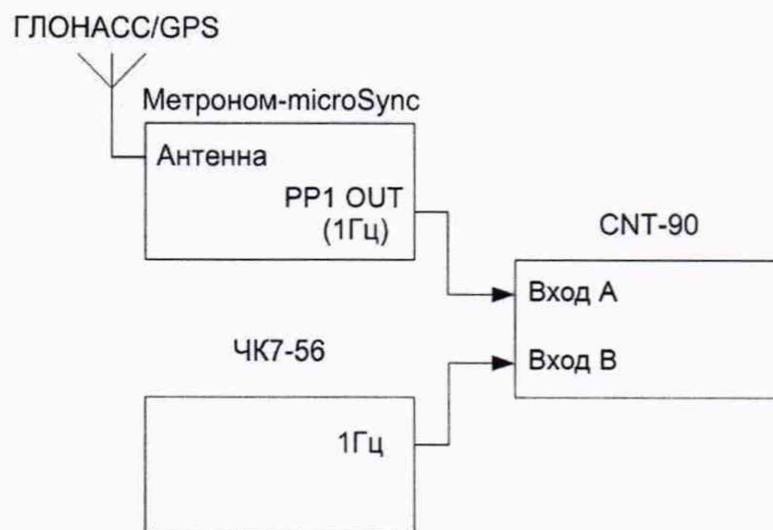 ГЛОНАСС/GPS
Метроном-microSync
Антенна
PP1 OUT
(1Гц)
CNT-90
Вход А
Вход В
ЧК7-56
1Гц